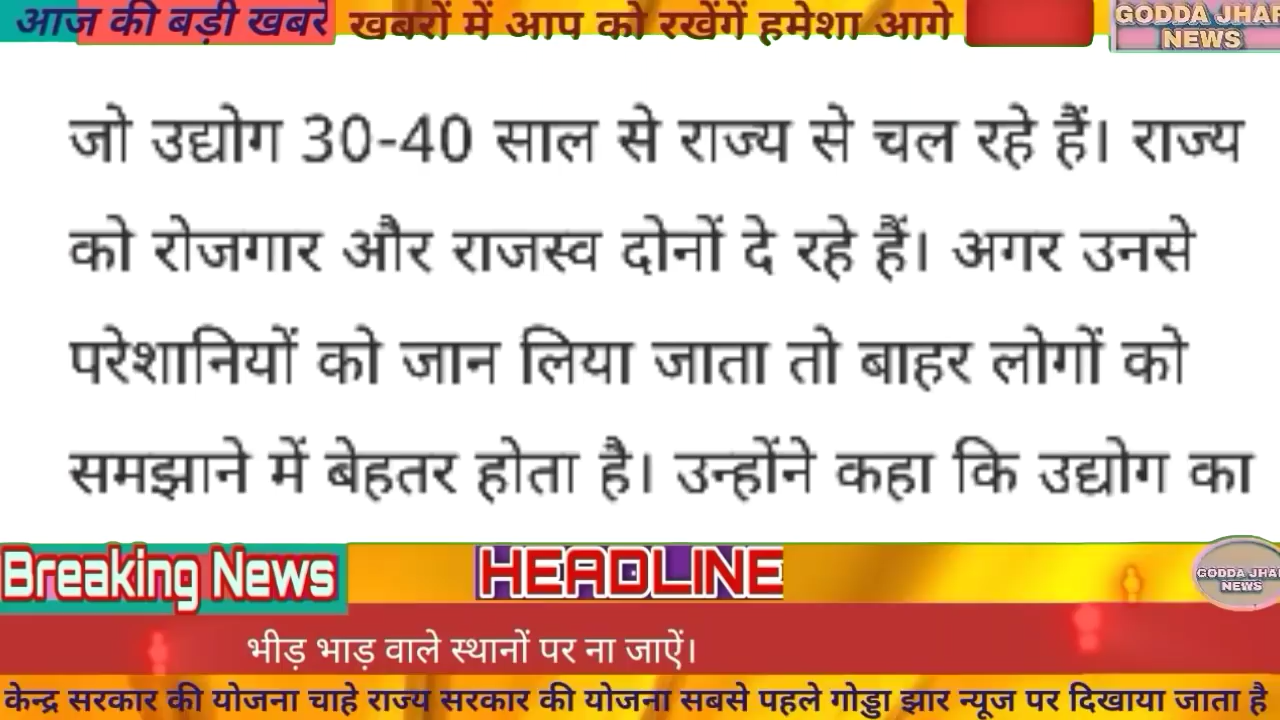 आज की बड़ी खबरें खबरों में आप को रखेंगें हमेशा आगे
GODDA JHAR
NEWS
जो उद्योग 30-40 साल से राज्य से चल रहे हैं। राज्य
को रोजगार और राजस्व दोनों दे रहे हैं। अगर उनसे
परेशानियों को जान लिया जाता तो बाहर लोगों को
समझाने में बेहतर होता है। उन्होंने कहा कि उद्योग का
Breaking News HEADLINE
GODDA JHAR
NEWS
भीड़ भाड़ वाले स्थानों पर ना जाऐं।
केन्द्र सरकार की योजना चाहे राज्य सरकार की योजना सबसे पहले गोड्डा झार न्यूज पर दिखाया जाता है